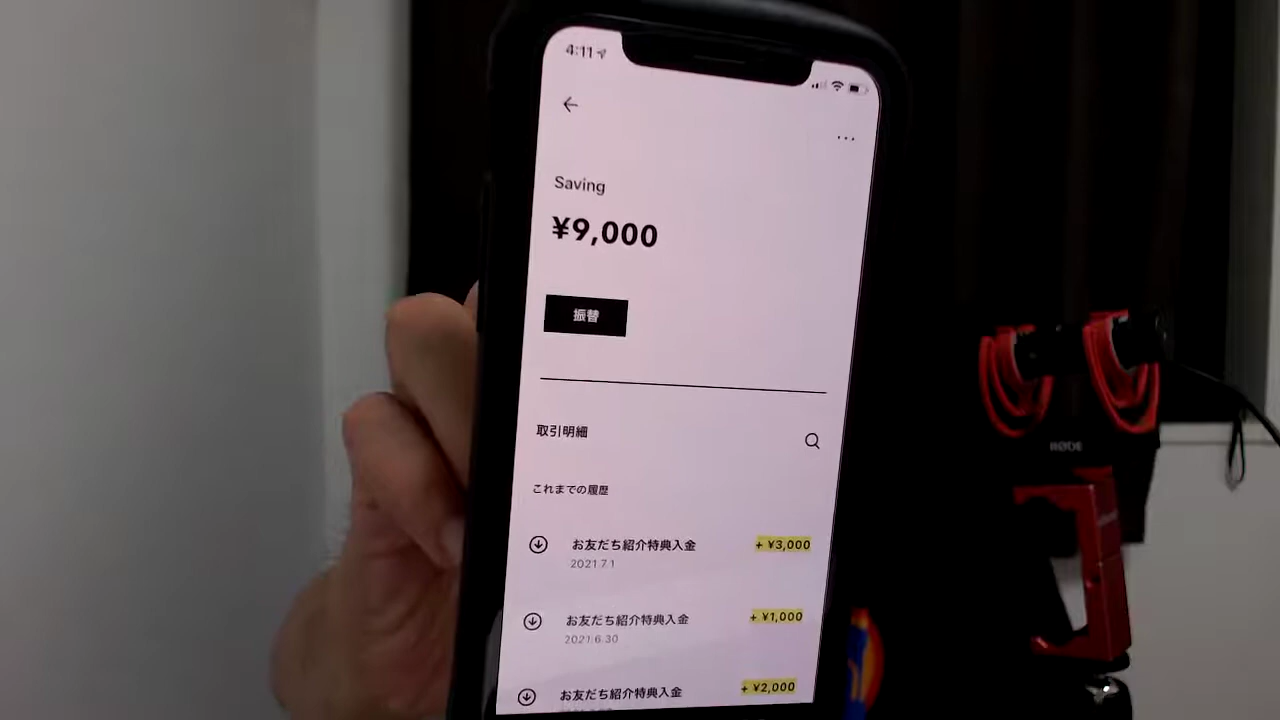 4:11
Saving
¥9,000
振替
取引明細
これまでの履歴
お友だち紹介特典入金 + ¥3,000
2021.7.1
お友だち紹介特典入金 + ¥1,000
2021.6.30
お友だち紹介特典入金 + ¥2,000
RØDE